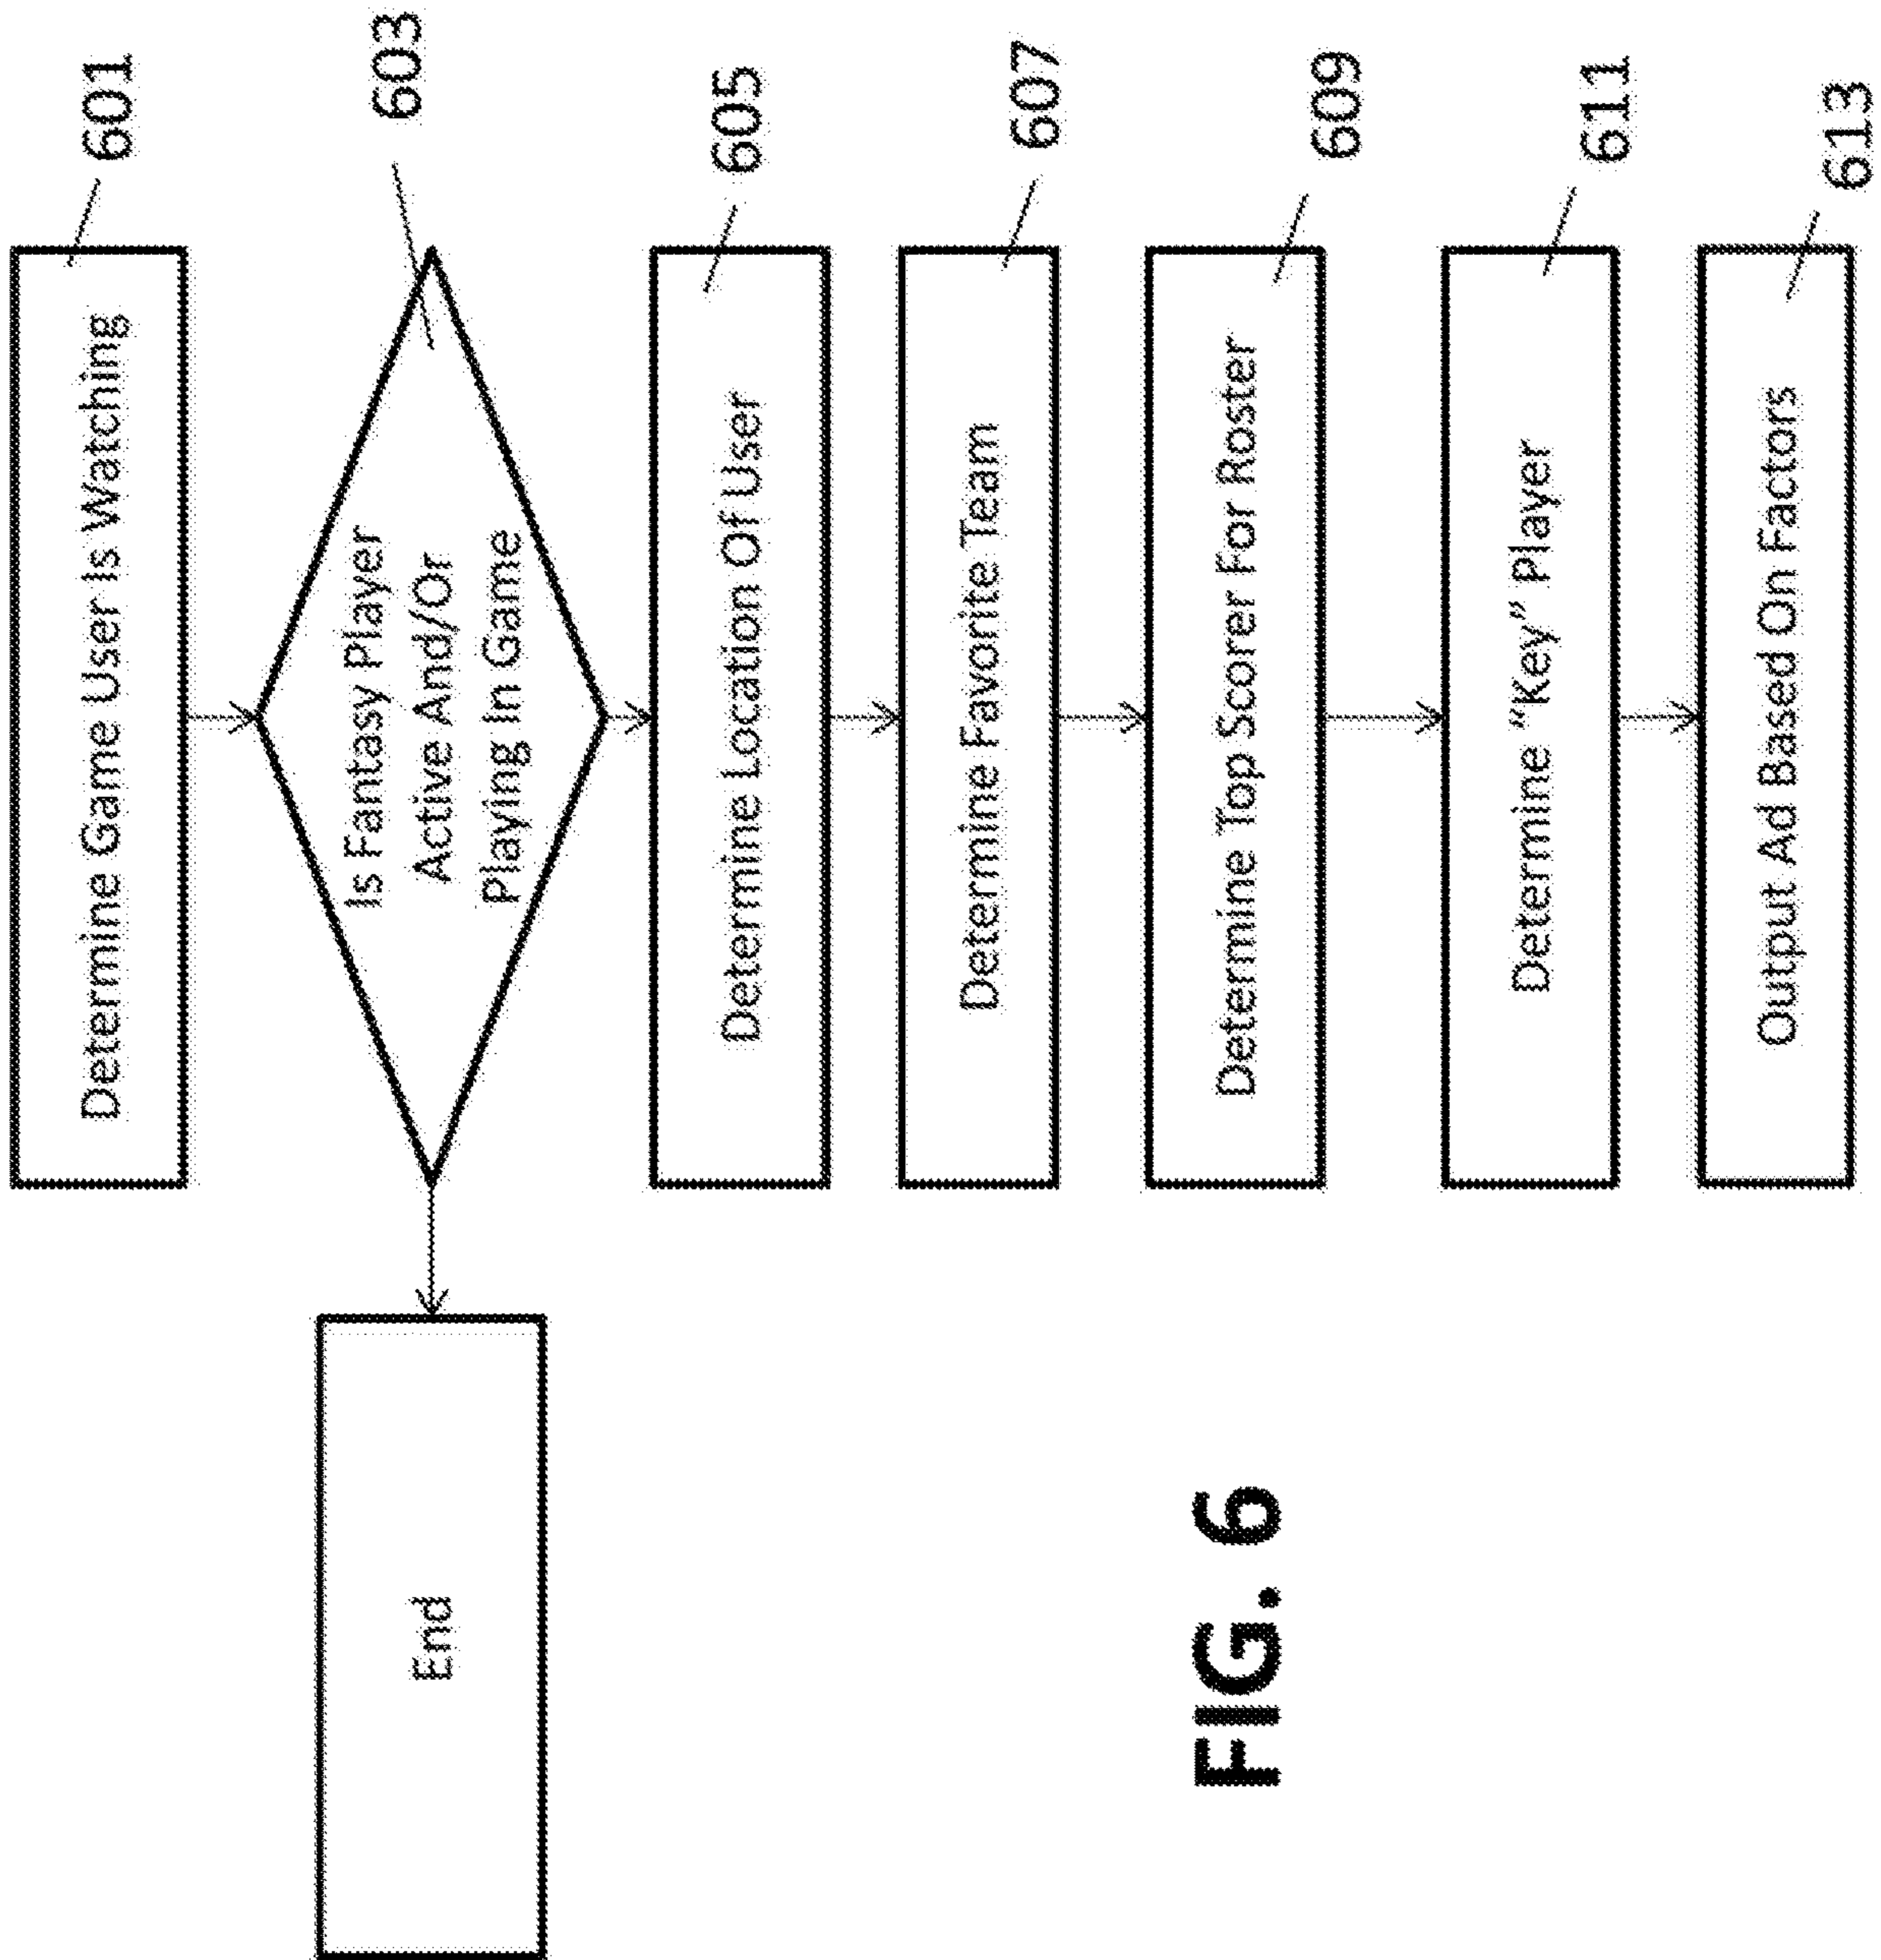 Determine Game User Is Watching
601
Is Fantasy Player
Active And/Or
Playing In Game
603
End
Determine Location Of User
605
Determine Favorite Team
607
Determine Top Scorer For Roster
609
Determine “Key” Player
611
Output Ad Based On Factors
613
FIG. 6